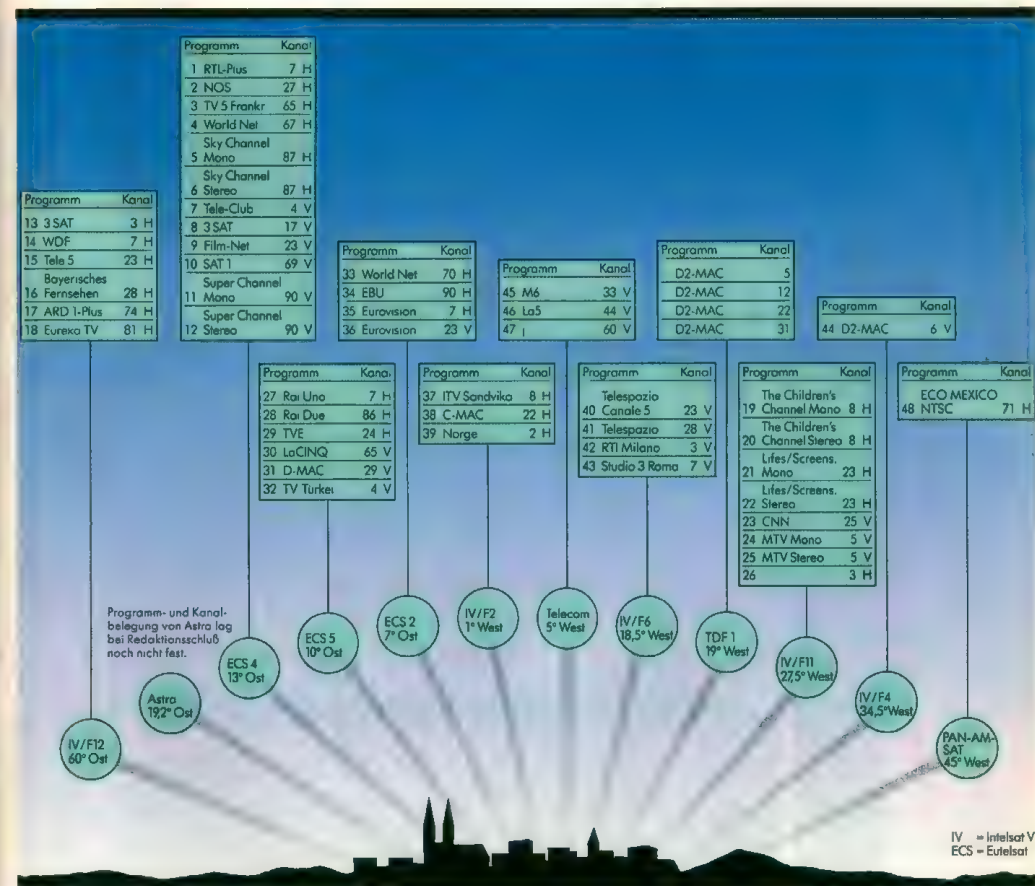 Programm Kanal
13 3 SAT 3 H
14 WDF 7 H
15 Tele 5 23 H
Bayerisches
16 Fernsehen 28 H
17 ARD 1-Plus 74 H
18 Eureka TV 81 H
Programm Kanal
1 RTL-Plus 7 H
2 NOS 27 H
3 TV 5 Frankr 65 H
4 World Net 67 H
Sky Channel
5 Mono 87 H
Sky Channel
6 Stereo 87 H
7 Tele-Club 4 V
8 3 SAT 17 V
9 Film-Net 23 V
10 SAT 1 69 V
Super Channel
11 Mono 90 V
Super Channel
12 Stereo 90 V
Programm Kanal
27 Rai Uno 7 H
28 Rai Due 86 H
29 TVE 24 H
30 LaCINQ 65 V
31 D-MAC 29 V
32 TV Türkei 4 V
Programm Kanal
33 World Net 70 H
34 EBU 90 H
35 Eurovision 7 H
36 Eurovision 23 V
Programm Kanal
37 ITV Sandvika 8 H
38 C-MAC 22 H
39 Norge 2 H
Programm Kanal
45 M6 33 V
46 La5 44 V
47 60 V
Programm Kanal
Telespazio
40 Canale 5 23 V
41 Telespazio 28 V
42 RTI Milano 3 V
43 Studio 3 Roma 7 V
Programm Kanal
D2-MAC 5
D2-MAC 12
D2-MAC 22
D2-MAC 31
Programm Kanal
The Children's
19 Channel Mono 8 H
The Children's
20 Channel Stereo 8 H
Lifes/Screens.
21 Mono 23 H
Lifes/Screens.
22 Stereo 23 H
23 CNN 25 V
24 MTV Mono 5 V
25 MTV Stereo 5 V
26 3 H
Programm Kanal
44 D2-MAC 6 V
Programm Kanal
ECO MEXICO
48 NTSC 71 H
Programm- und Kanal-
belegung von Astra lag
bei Redaktionsschluß
noch nicht fest.
IV/F12
60° Ost
Astra
19,2° Ost
ECS 4
13° Ost
ECS 5
10° Ost
ECS 2
7° Ost
IV/F2
1° West
Telecom
5° West
IV/F6
18,5° West
TDF 1
19° West
IV/F11
27,5° West
IV/F4
34,5° West
PAN-AM-
SAT
45° West
IV = Intelsat V
ECS = Eutelsat